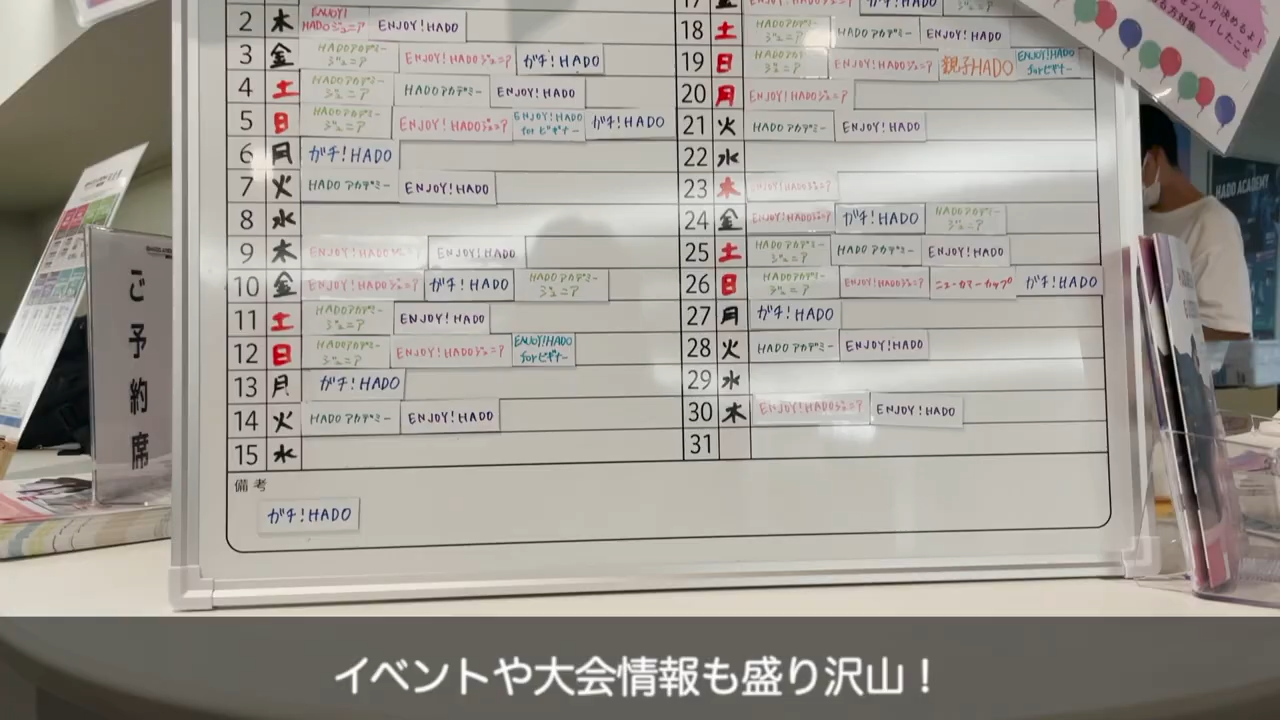 2 木 ENJOY! HADOジュニア ENJOY! HADO
3 金 HADOアカデミー ジュニア ENJOY! HADOジュニア ガチ!HADO
4 土 HADOアカデミー ジュニア HADOアカデミー ENJOY! HADO
5 日 HADOアカデミー ジュニア ENJOY! HADOジュニア ENJOY!HADO for ビギナー ガチ!HADO
6 月 ガチ!HADO
7 火 HADOアカデミー ENJOY! HADO
8 水
9 木 ENJOY! HADOジュニア ENJOY! HADO
10 金 ENJOY! HADOジュニア ガチ!HADO HADOアカデミー ジュニア
11 土 HADOアカデミー ジュニア ENJOY! HADO
12 日 HADOアカデミー ジュニア ENJOY! HADOジュニア ENJOY!HADO for ビギナー
13 月 ガチ!HADO
14 火 HADOアカデミー ENJOY! HADO
15 水
17 金 ENJOY! HADOジュニア ガチ!HADO
18 土 HADOアカデミー ジュニア HADOアカデミー ENJOY! HADO
19 日 HADOアカデミー ジュニア ENJOY! HADOジュニア 親子HADO ENJOY!HADO for ビギナー
20 月 ENJOY! HADOジュニア
21 火 HADOアカデミー ENJOY! HADO
22 水
23 木 ENJOY! HADOジュニア
24 金 ENJOY! HADOジュニア ガチ!HADO HADOアカデミー ジュニア
25 土 HADOアカデミー ジュニア HADOアカデミー ENJOY! HADO
26 日 HADOアカデミー ジュニア ENJOY! HADOジュニア ニューカマーカップ ガチ!HADO
27 月 ガチ!HADO
28 火 HADOアカデミー ENJOY! HADO
29 水
30 木 ENJOY! HADOジュニア ENJOY! HADO
31
備考
ガチ!HADO
ご予約席
HADO ACADEMY
イベントや大会情報も盛り沢山！